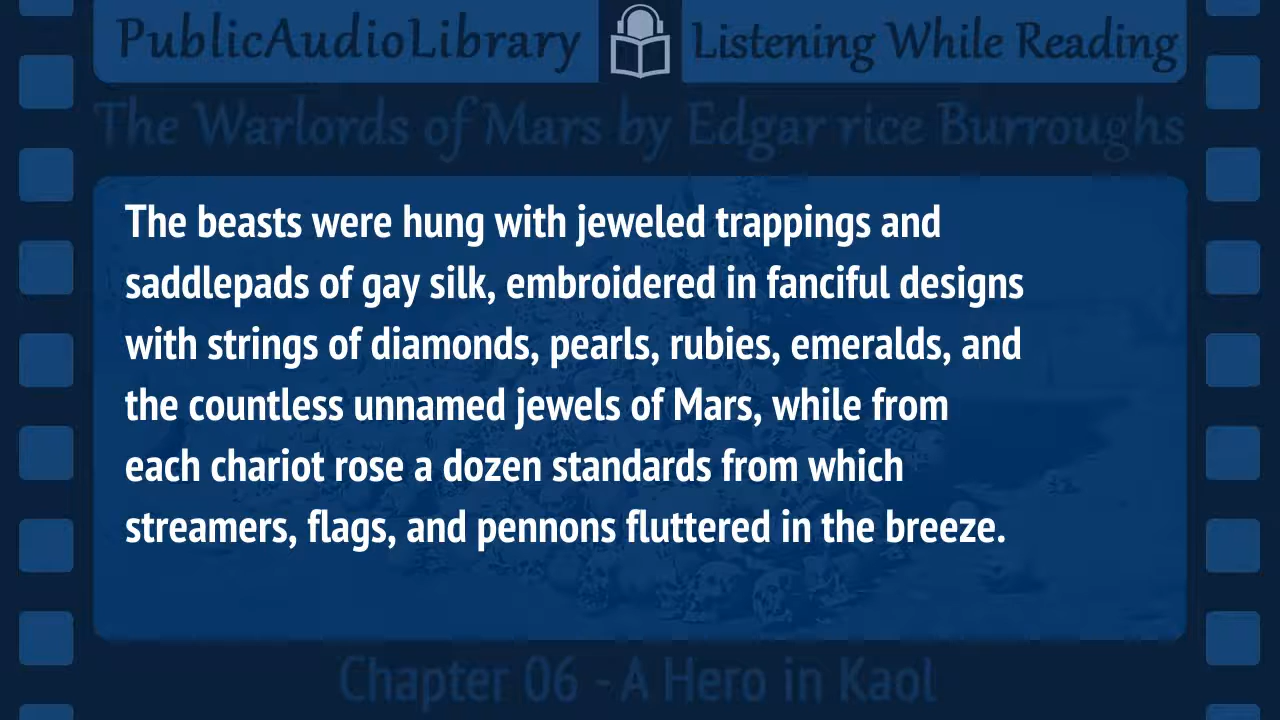 PublicAudioLibrary Listening While Reading
The Warlords of Mars by Edgar rice Burroughs
The beasts were hung with jeweled trappings and
saddlepads of gay silk, embroidered in fanciful designs
with strings of diamonds, pearls, rubies, emeralds, and
the countless unnamed jewels of Mars, while from
each chariot rose a dozen standards from which
streamers, flags, and pennons fluttered in the breeze.
Chapter 06 - A Hero in Kaol